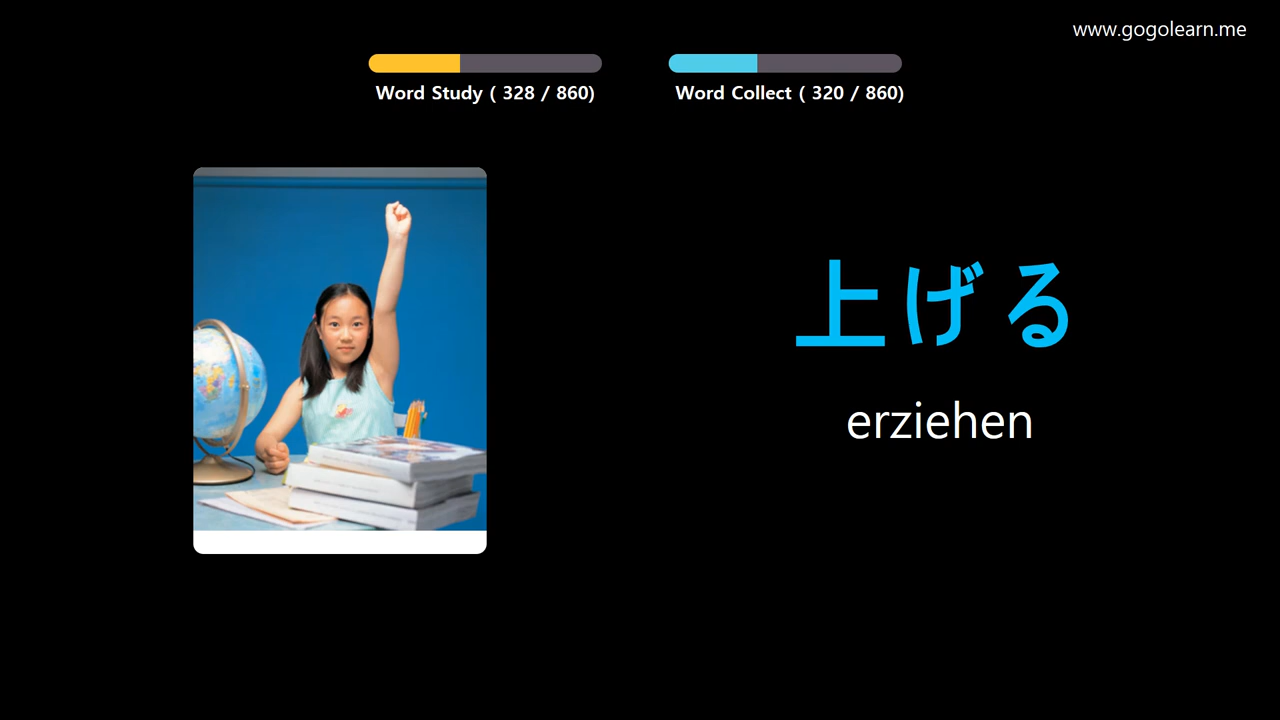 www.gogolearn.me
Word Study ( 328 / 860)
Word Collect ( 320 / 860)
上げる
erziehen